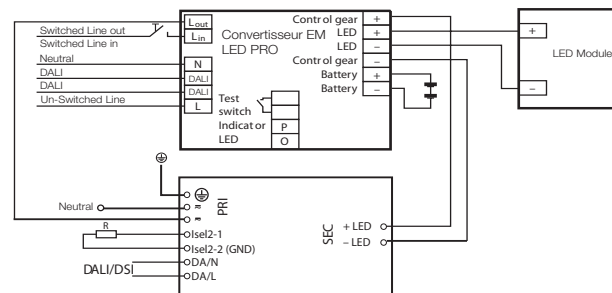 Switched Line out
Switched Line in
Neutral
DALI
DALI
Un-Switched Line
Lout
Lin
N
DALI
DALI
L
Convertisseur EM
LED PRO
Test
switch
Indicator
LED
P
O
Control gear +
LED +
LED –
Control gear –
Battery +
Battery –
+
LED Module
–
Neutral
≈
≈
PRI
R
Isel2-1
Isel2-2 (GND)
DALI/DSI
DA/N
DA/L
SEC
+ LED
– LED